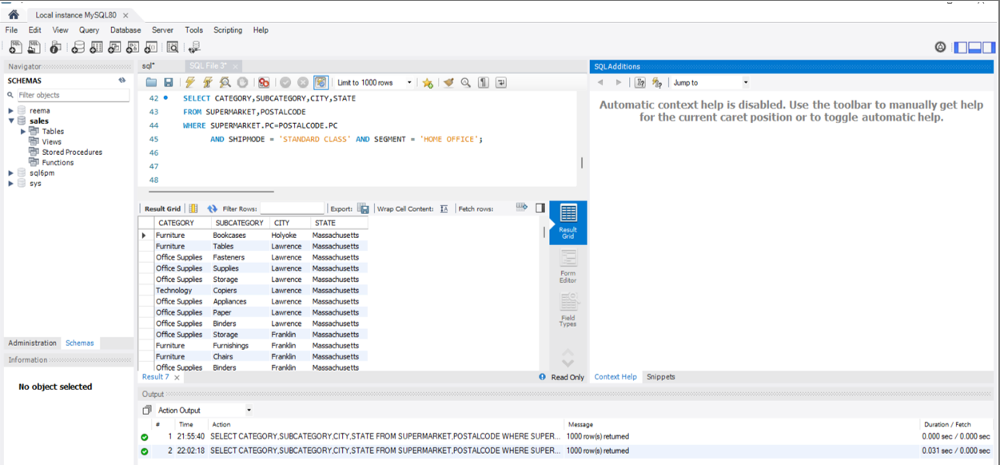 Local instance MySQL80 ×
File Edit View Query Database Server Tools Scripting Help
Navigator
SCHEMAS
Filter objects
reema
sales
Tables
Views
Stored Procedures
Functions
sql6pm
sys
Administration Schemas
Information
No object selected
sql* SQL File 3* ×
Limit to 1000 rows
42 SELECT CATEGORY,SUBCATEGORY,CITY,STATE
43 FROM SUPERMARKET,POSTALCODE
44 WHERE SUPERMARKET.PC=POSTALCODE.PC
45 AND SHIPMODE = 'STANDARD CLASS' AND SEGMENT = 'HOME OFFICE';
46
47
48
Result Grid Filter Rows: Export: Wrap Cell Content: Fetch rows:
CATEGORY SUBCATEGORY CITY STATE
Furniture Bookcases Holyoke Massachusetts
Furniture Tables Lawrence Massachusetts
Office Supplies Fasteners Lawrence Massachusetts
Office Supplies Supplies Lawrence Massachusetts
Office Supplies Storage Lawrence Massachusetts
Technology Copiers Lawrence Massachusetts
Office Supplies Appliances Lawrence Massachusetts
Office Supplies Paper Lawrence Massachusetts
Office Supplies Binders Lawrence Massachusetts
Office Supplies Storage Franklin Massachusetts
Furniture Furnishings Franklin Massachusetts
Furniture Chairs Franklin Massachusetts
Office Supplies Binders Franklin Massachusetts
Result Grid
Form Editor
Field Types
Result 7 × Read Only
SQLAdditions
Jump to
Automatic context help is disabled. Use the toolbar to manually get help
for the current caret position or to toggle automatic help.
Context Help Snippets
Output
Action Output
# Time Action Message Duration / Fetch
1 21:55:40 SELECT CATEGORY,SUBCATEGORY,CITY,STATE FROM SUPERMARKET,POSTALCODE WHERE SUPER... 1000 row(s) returned 0.000 sec / 0.000 sec
2 22:02:18 SELECT CATEGORY,SUBCATEGORY,CITY,STATE FROM SUPERMARKET,POSTALCODE WHERE SUPER... 1000 row(s) returned 0.031 sec / 0.000 sec